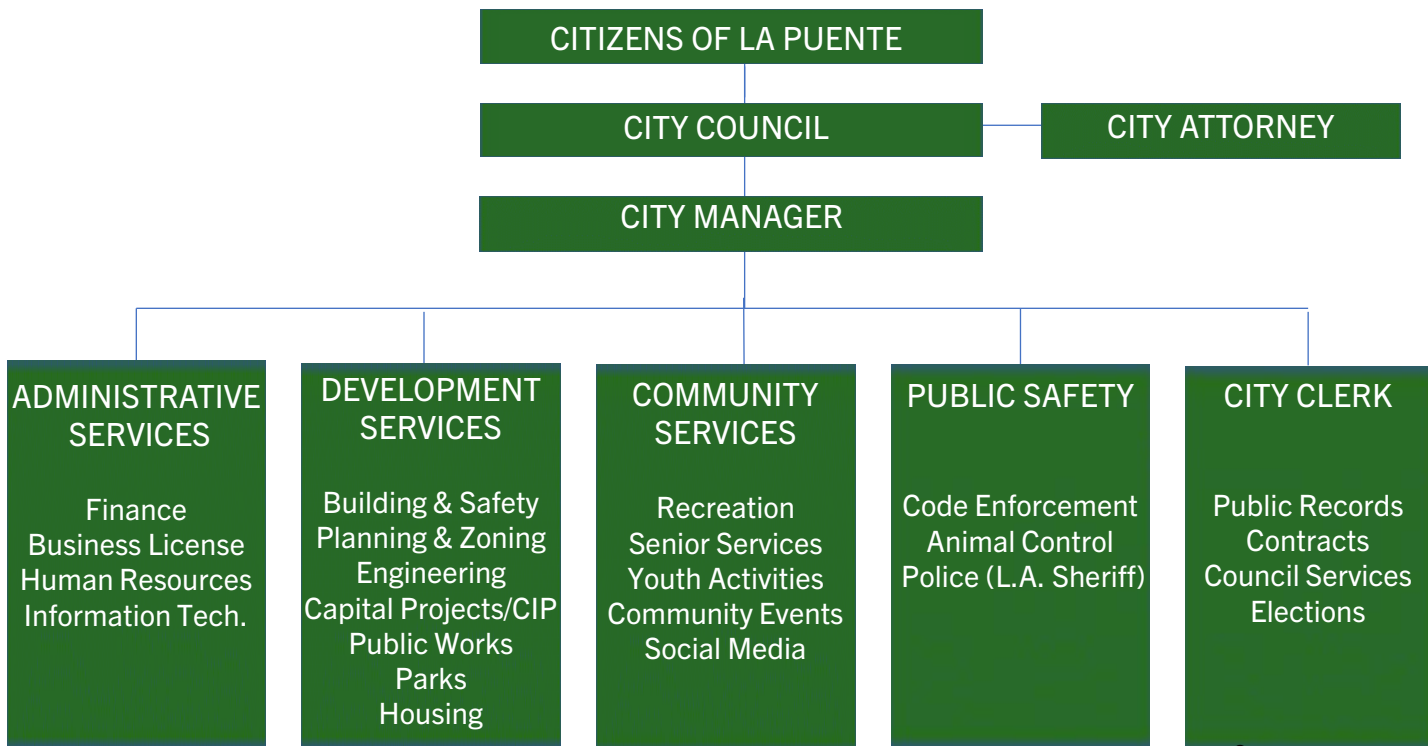 CITIZENS OF LA PUENTE
CITY COUNCIL
CITY ATTORNEY
CITY MANAGER
ADMINISTRATIVE
SERVICES
Finance
Business License
Human Resources
Information Tech.
DEVELOPMENT
SERVICES
Building & Safety
Planning & Zoning
Engineering
Capital Projects/CIP
Public Works
Parks
Housing
COMMUNITY
SERVICES
Recreation
Senior Services
Youth Activities
Community Events
Social Media
PUBLIC SAFETY
Code Enforcement
Animal Control
Police (L.A. Sheriff)
CITY CLERK
Public Records
Contracts
Council Services
Elections